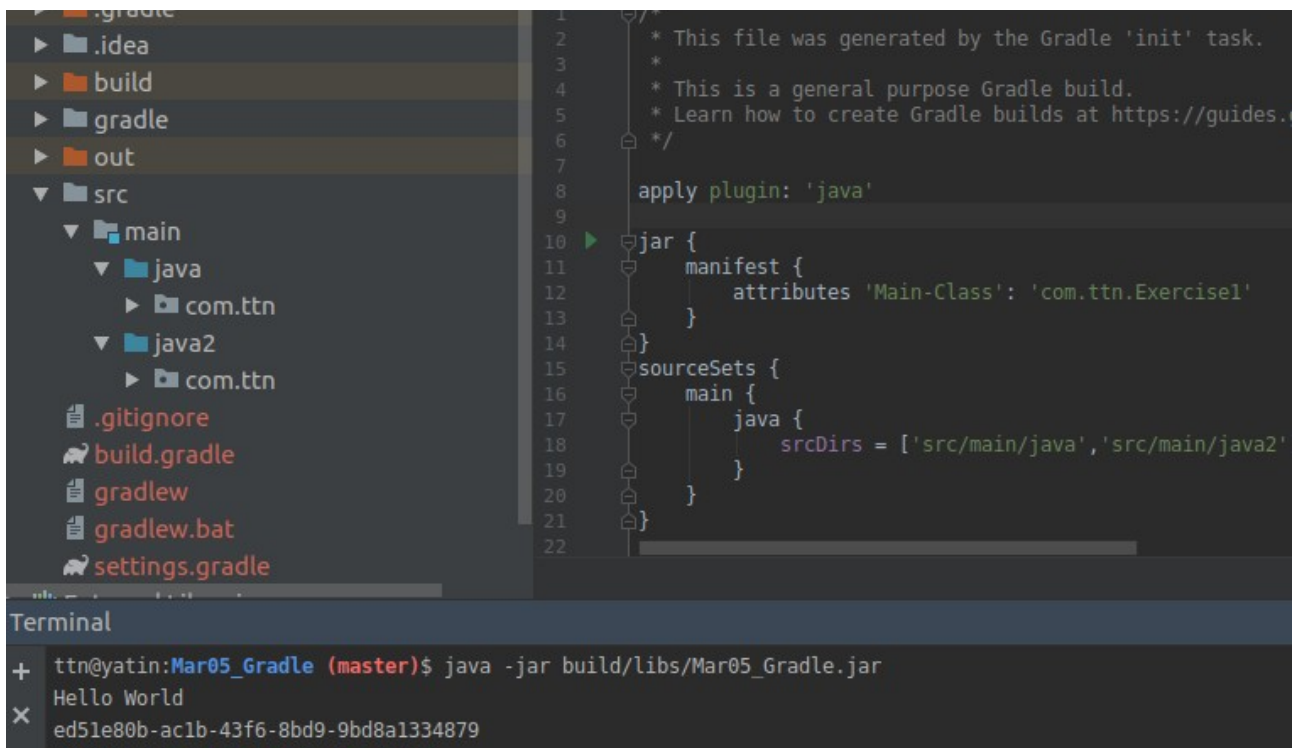 .gradle
.idea
build
gradle
out
src
main
java
com.ttn
java2
com.ttn
.gitignore
build.gradle
gradlew
gradlew.bat
settings.gradle
1 /*
2 * This file was generated by the Gradle 'init' task.
3 *
4 * This is a general purpose Gradle build.
5 * Learn how to create Gradle builds at https://guides.
6 */
7
8 apply plugin: 'java'
9
10 jar {
11 manifest {
12 attributes 'Main-Class': 'com.ttn.Exercise1'
13 }
14 }
15 sourceSets {
16 main {
17 java {
18 srcDirs = ['src/main/java','src/main/java2'
19 }
20 }
21 }
22
Terminal
ttn@yatin:Mar05_Gradle (master)$ java -jar build/libs/Mar05_Gradle.jar
Hello World
ed51e80b-ac1b-43f6-8bd9-9bd8a1334879